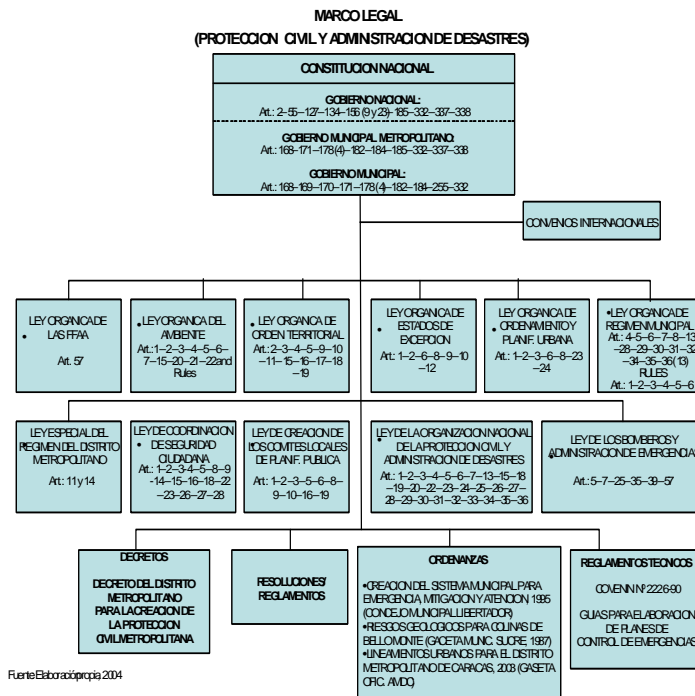 MARCO LEGAL
(PROTECCION CIVIL Y ADMINISTRACION DE DESASTRES)
CONSTITUCION NACIONAL
GOBIERNO NACIONAL:
Art.: 2–55–127–134–156 (9 y 23)–185–332–337–338
GOBIERNO MUNICIPAL METROPOLITANO:
Art.: 168–171–178 (4)–182–184–185–332–337–338
GOBIERNO MUNICIPAL:
Art.: 168–169–170–171–178 (4)–182–184–255–332
CONVENIOS INTERNACIONALES
LEY ORGANICA DE
• LAS FFAA
Art. 57
•LEY ORGANICA DEL
AMBIENTE
Art.:1–2–3–4–5–6–
7–15–20–21–22and
Rules
•LEY ORGANICA DE
ORDEN TERRITORIAL
Art.:2–3–4–5–9–10
–11–15–16–17–18
–19
LEY ORGANICA DE
• ESTADOS DE
EXCEPCION
Art.: 1–2–6–8–9–10
–12
LEY ORGANICA DE
•ORDENAMIENTO Y
PLANIF. URBANA
Art.: 1–2–3–6–8–23
–24
•LEY ORGANICA DE
REGIMEN MUNICIPAL
Art.: 4–5–6–7–8–13
–28–29–30–31–32
–34–35–36 (13)
RULES
Art.: 1–2–3–4–5–6
LEY ESPECIAL DEL
•REGIMEN DEL DISTRITO
METROPOLITANO
Art.: 11 y 14
LEY DE COORDINACION
• DE SEGURIDAD
CIUDADANA
Art.: 1–2–3–4–5–8–9
–14–15–16–18–22
–23–26–27–28
LEY DE CREACION DE
•LOS COMITES LOCALES
DE PLANIF. PUBLICA
Art.: 1–2–3–5–6–8–
9–10–16–19
•LEY DE LA ORGANIZACION NACIONAL
DE LA PROTECCION CIVIL Y
ADMINISTRACION DE DESASTRES
Art.: 1–2–3–4–5–6–7–13–15–18
–19–20–22–23–24–25–26–27–
28–29–30–31–32–33–34–35–36
LEY DE LOS BOMBEROS Y
• ADMINISTRACION DE EMERGENCIAS
Art.: 5–7–25–35–39–57
DECRETOS
DECRETO DEL DISTRITO
METROPOLITANO
PARA LA CREACION DE
LA PROTECCION
CIVIL METROPOLITANA
RESOLUCIONES/
REGLAMENTOS
ORDENANZAS
•CREACION DEL SISTEMA MUNICIPAL PARA
EMERGENCIA, MITIGACION Y ATENCION, 1995
(CONCEJO MUNICIPAL LIBERTADOR)
•RIESGOS GEOLOGICOS PARA COLINAS DE
BELLO MONTE (GACETA MUNIC. SUCRE, 1987)
•LINEAMIENTOS URBANOS PARA EL DISTRITO
METROPOLITANO DE CARACAS, 2003 (GASETA
OFIC. AMDC)
REGLAMENTOS TECNICOS
COVENIN Nº 2226-90
GUIAS PARA ELABORACION
DE PLANES DE
CONTROL DE EMERGENCIAS
Fuente Elaboración propia, 2004